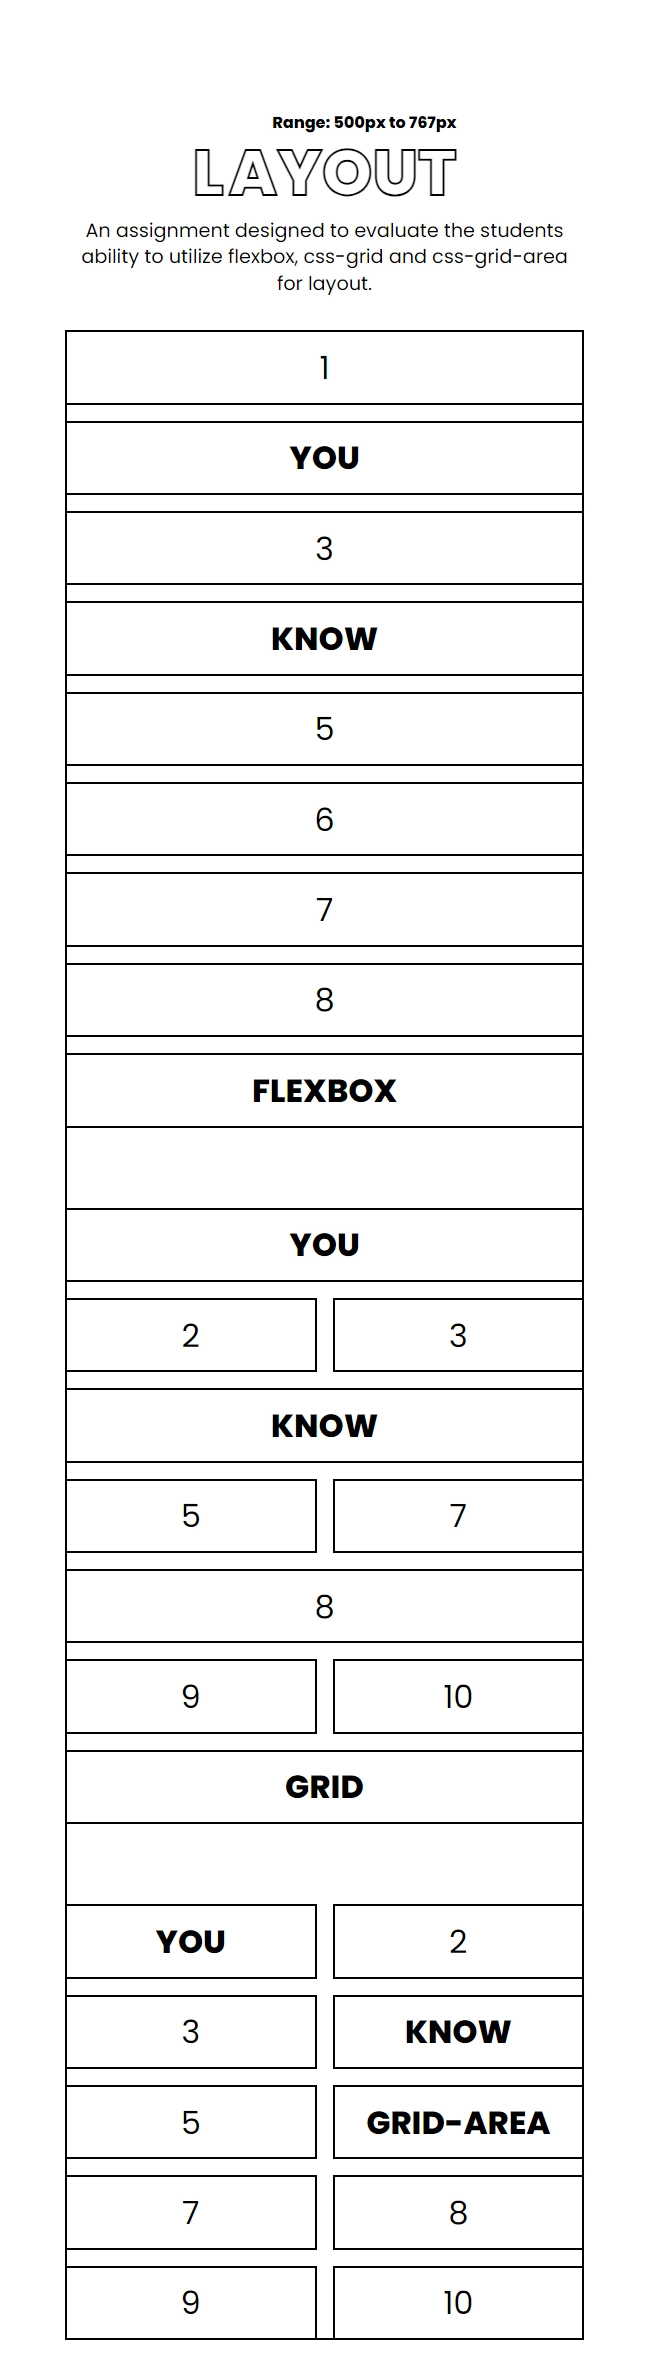 Range: 500px to 767px
LAYOUT
An assignment designed to evaluate the students
ability to utilize flexbox, css-grid and css-grid-area
for layout.
1
YOU
3
KNOW
5
6
7
8
FLEXBOX
YOU
2 3
KNOW
5 7
8
9 10
GRID
YOU 2
3 KNOW
5 GRID-AREA
7 8
9 10